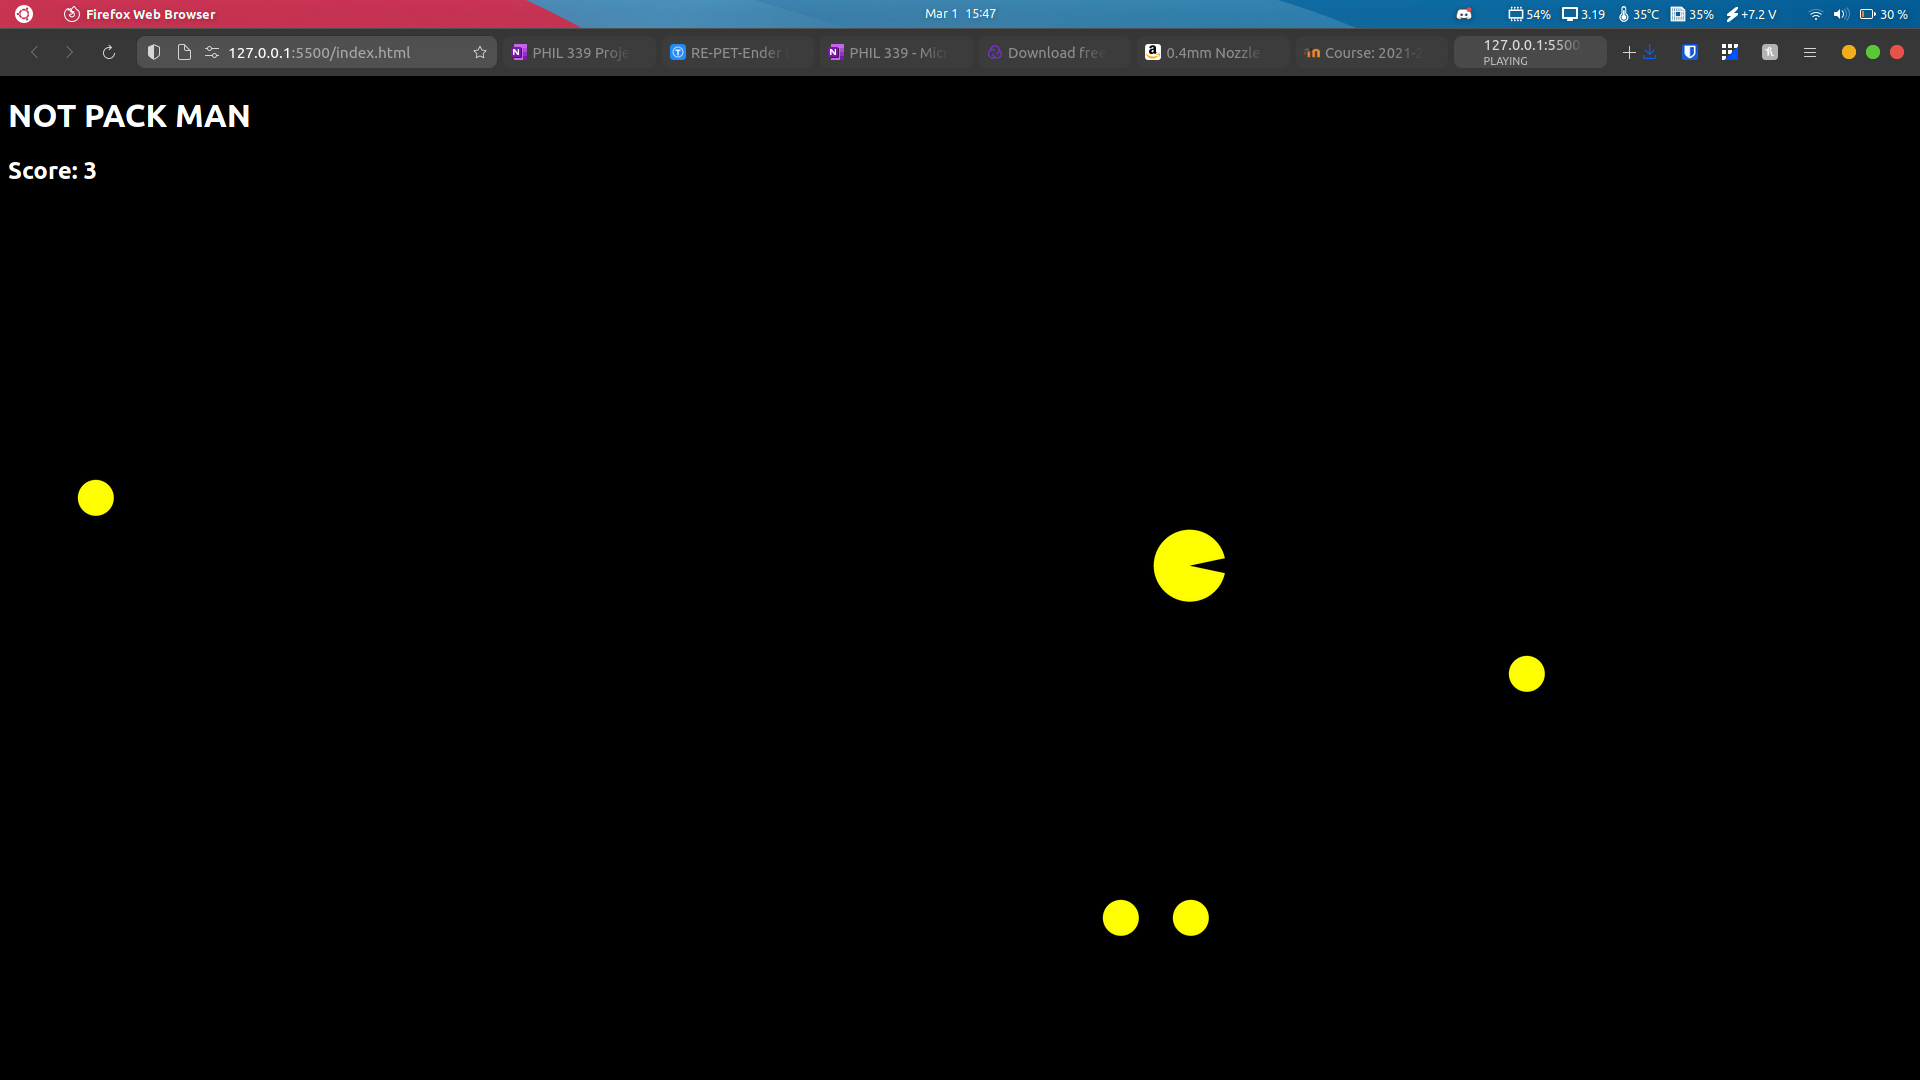 Firefox Web Browser
Mar 1 15:47
54% 3.19 35°C 35% +7.2 V 30 %
127.0.0.1:5500/index.html
PHIL 339 Proje
RE-PET-Ender
PHIL 339 - Micr
Download free
0.4mm Nozzle
Course: 2021-2
127.0.0.1:5500
PLAYING
NOT PACK MAN
Score: 3